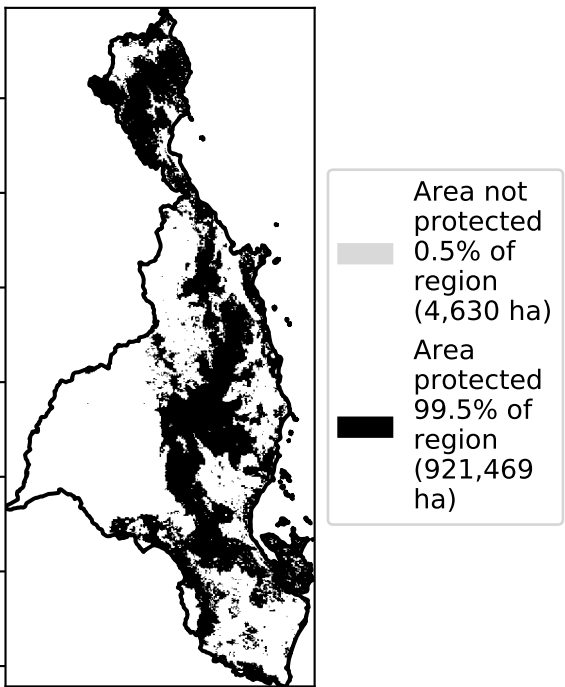 Area not
protected
0.5% of
region
(4,630 ha)
Area
protected
99.5% of
region
(921,469
ha)